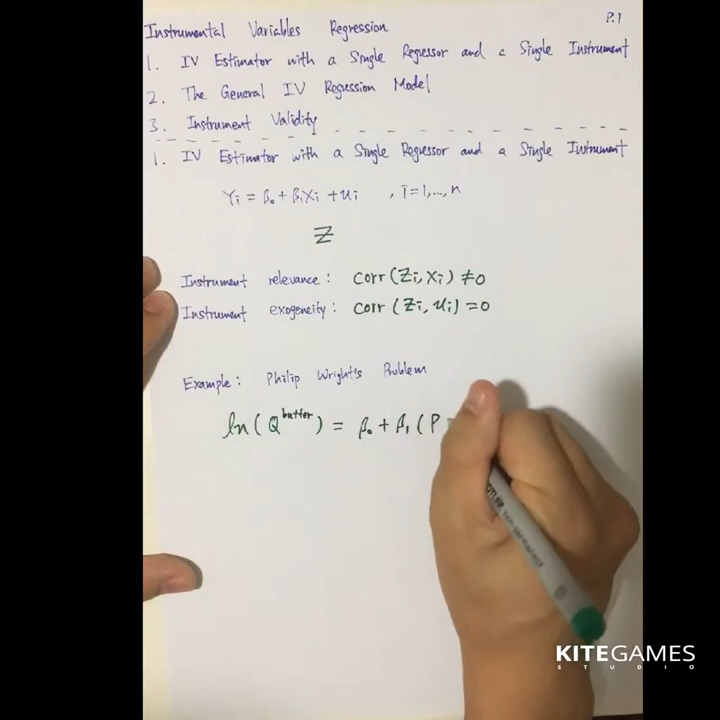 P.1
Instrumental Variables Regression
1. IV Estimator with a Single Regressor and a Single Instrument
2. The General IV Regression Model
3. Instrument Validity
1. IV Estimator with a Single Regressor and a Single Instrument
Yi = β₀ + β₁Xi + ui , i=1,...,n
Z
Instrument relevance: corr(Zi, Xi) ≠ 0
Instrument exogeneity: corr(Zi, ui) = 0
Example: Philip Wright's Problem
ln(Q^butter) = β₀ + β₁(P
KITEGAMES
STUDIO